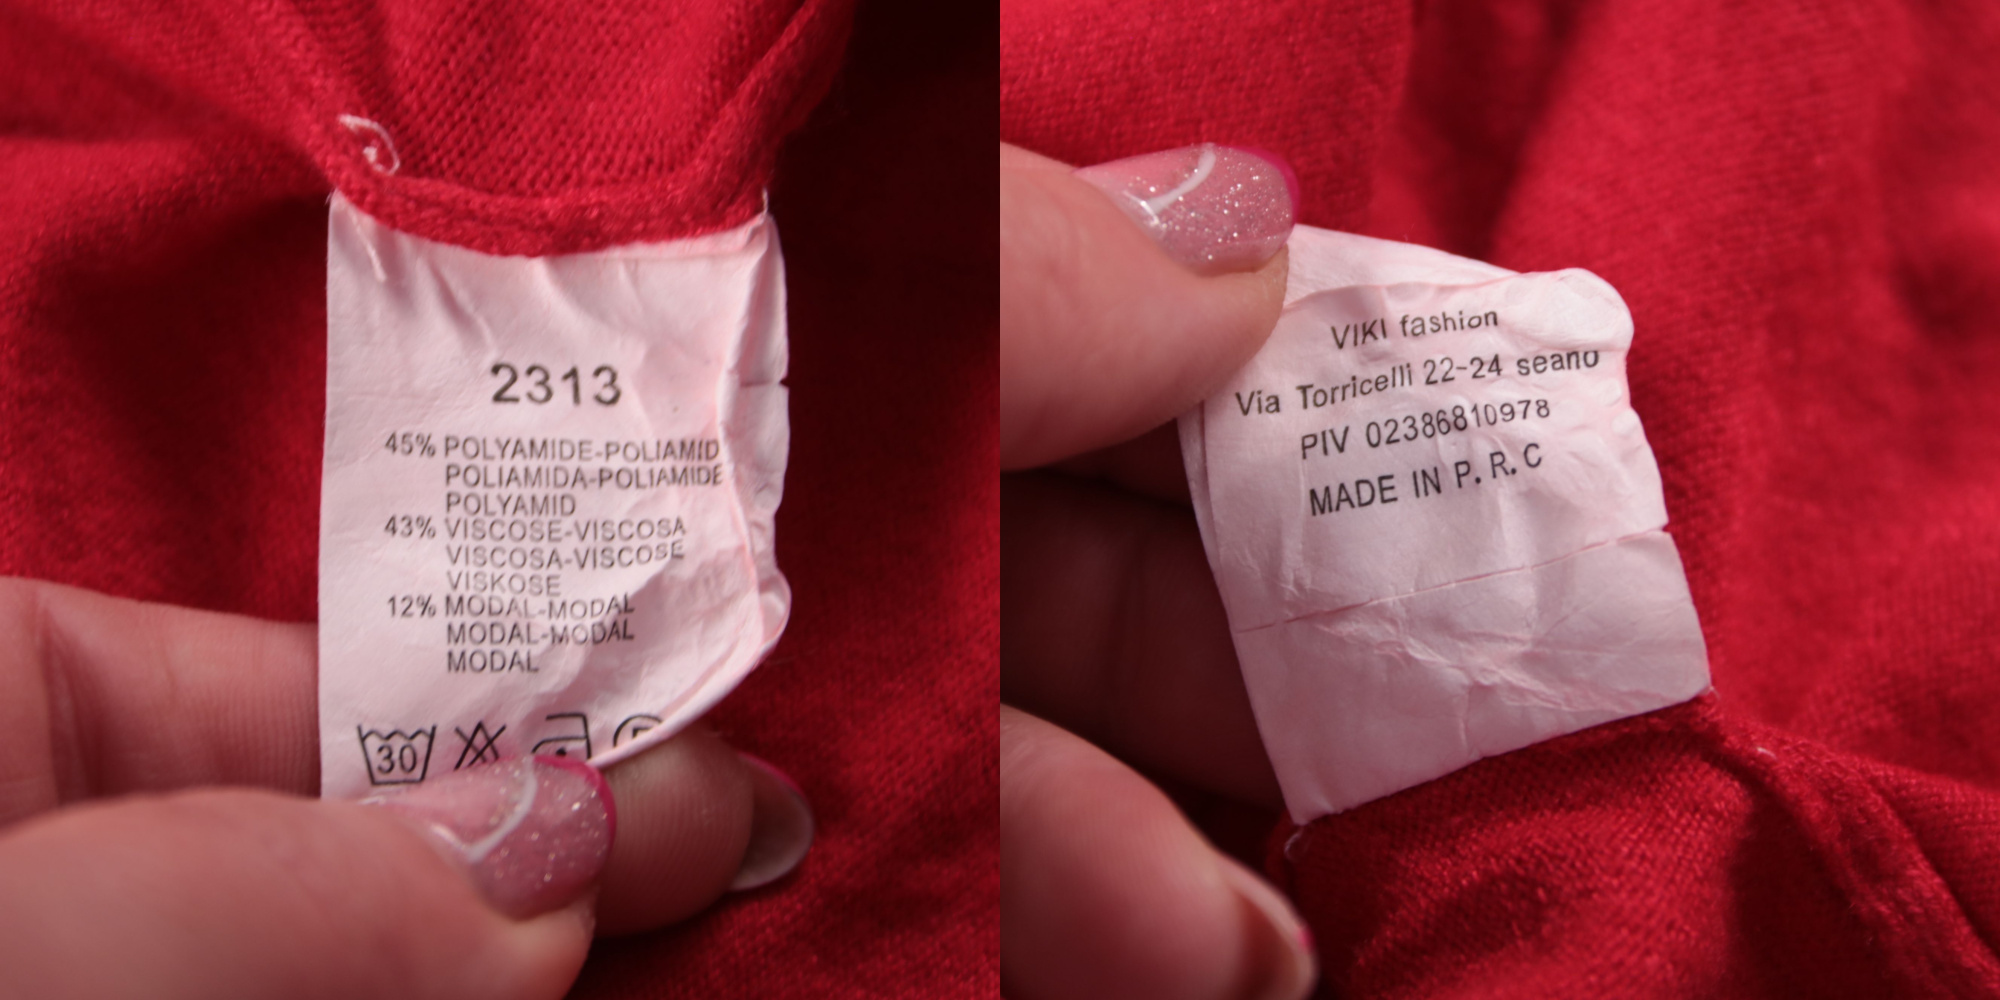 2313
45% POLYAMIDE-POLIAMID
POLIAMIDA-POLIAMIDE
POLYAMID
43% VISCOSE-VISCOSA
VISCOSA-VISCOSE
VISKOSE
12% MODAL-MODAL
MODAL-MODAL
MODAL
30
VIKI fashion
Via Torricelli 22-24 seano
PIV 02386810978
MADE IN P.R.C